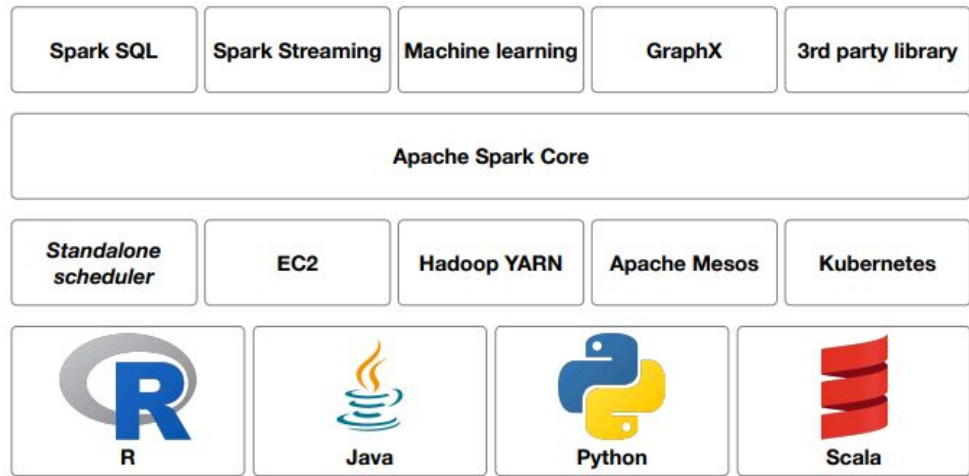 Spark SQL
Spark Streaming
Machine learning
GraphX
3rd party library
Apache Spark Core
Standalone
scheduler
EC2
Hadoop YARN
Apache Mesos
Kubernetes
R
R
Java
Python
Scala